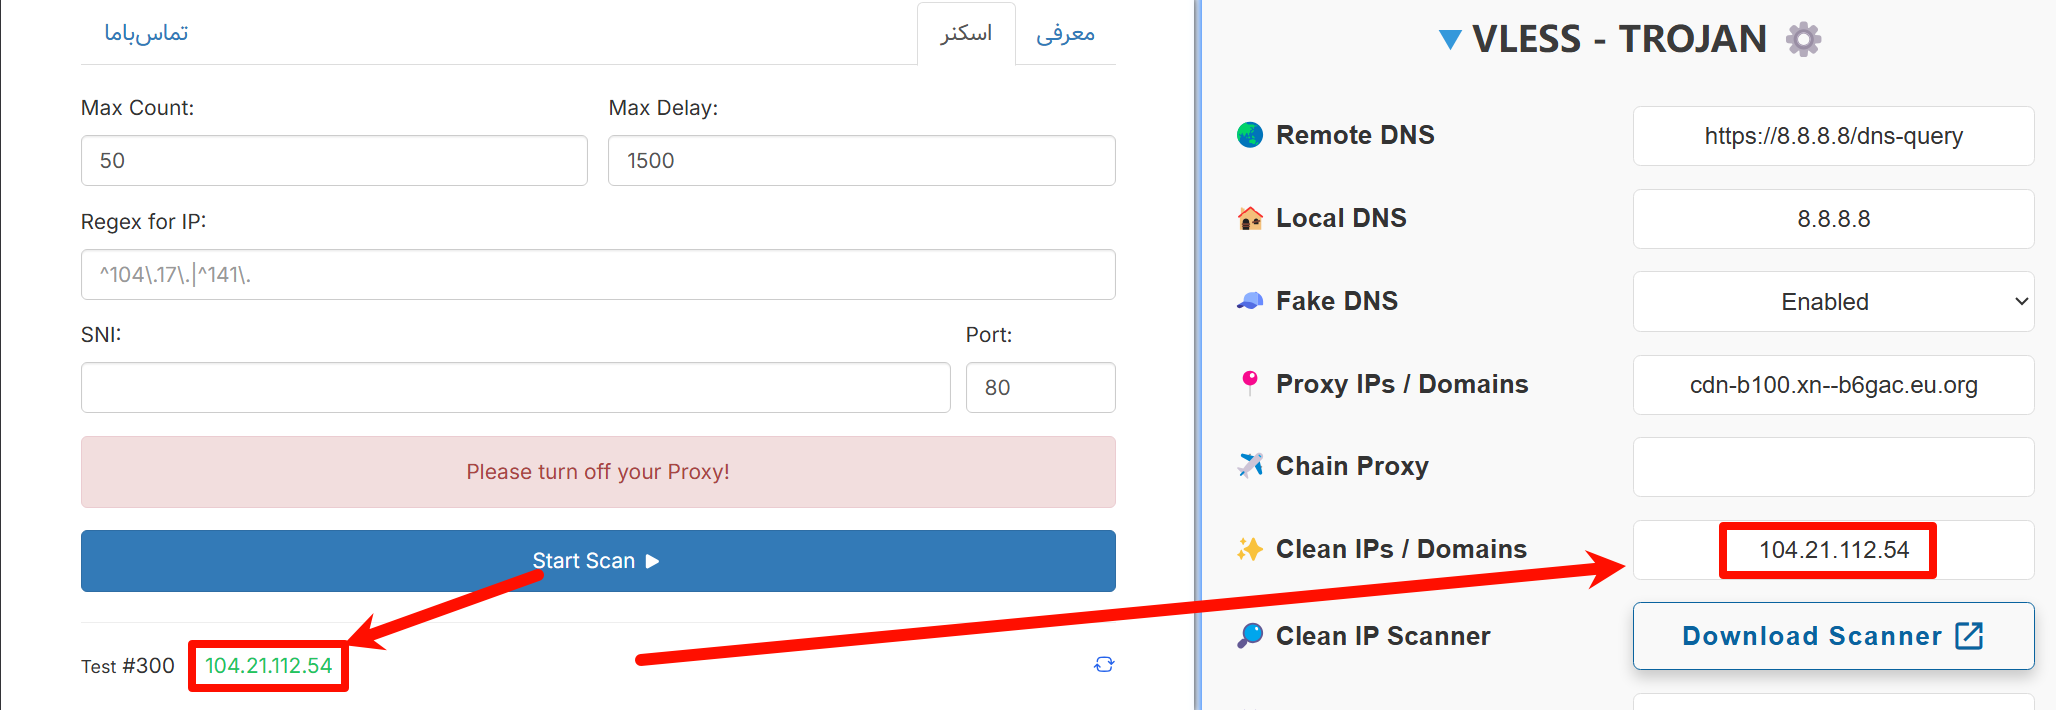 معرفی
اسکنر
تماس‌باما
Max Count:
Max Delay:
50
1500
Regex for IP:
^104\.17\.|^141\.
SNI:
Port:
80
Please turn off your Proxy!
Start Scan
Test #300 104.21.112.54
VLESS - TROJAN
Remote DNS
https://8.8.8.8/dns-query
Local DNS
8.8.8.8
Fake DNS
Enabled
Proxy IPs / Domains
cdn-b100.xn--b6gac.eu.org
Chain Proxy
Clean IPs / Domains
104.21.112.54
Clean IP Scanner
Download Scanner